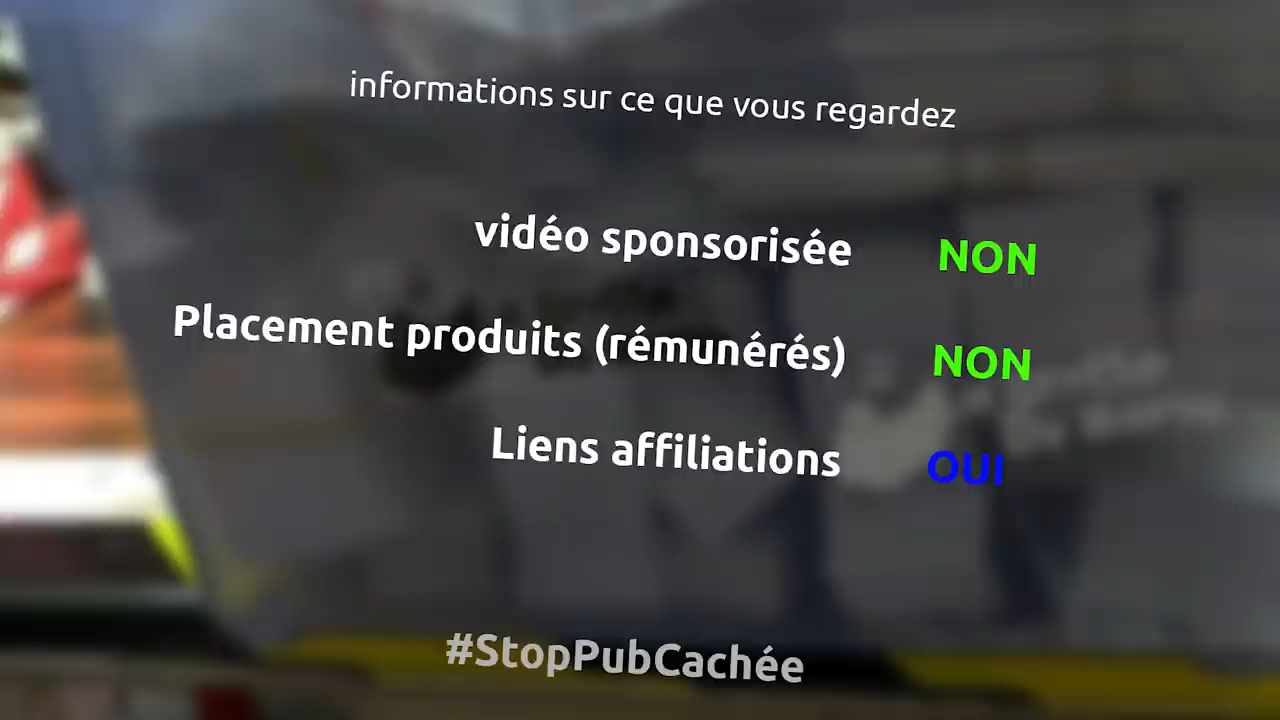 informations sur ce que vous regardez
vidéo sponsorisée NON
Placement produits (rémunérés) NON
Liens affiliations OUI
#StopPubCachée